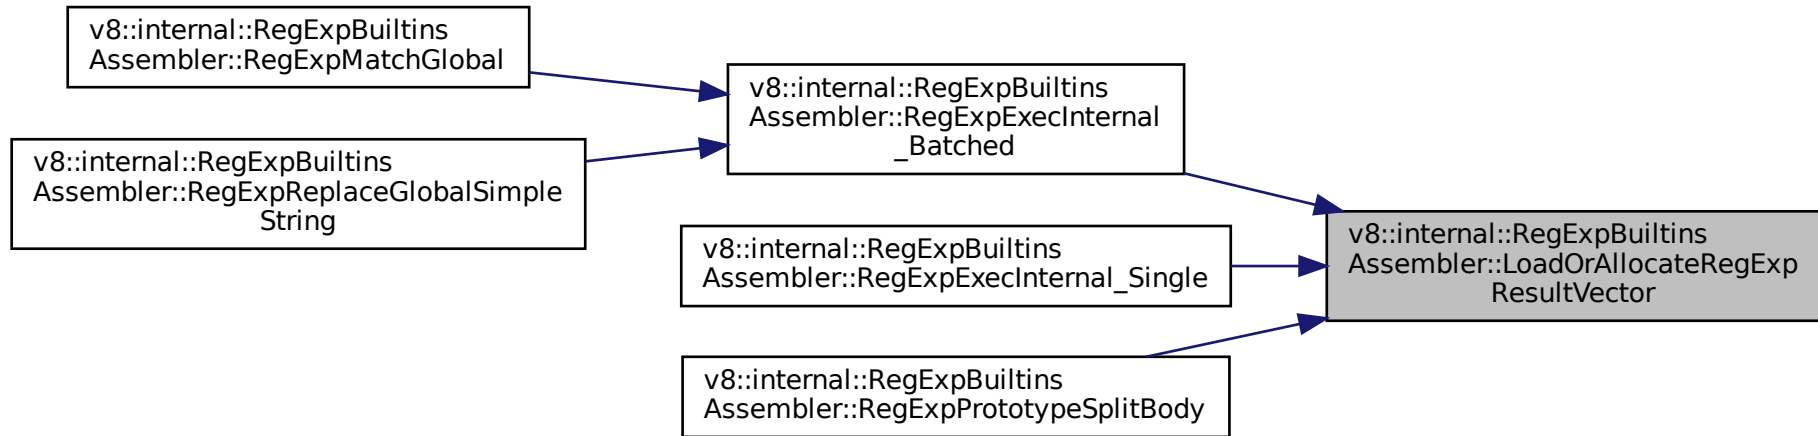 v8::internal::RegExpBuiltins
Assembler::RegExpMatchGlobal
v8::internal::RegExpBuiltins
Assembler::RegExpReplaceGlobalSimple
String
v8::internal::RegExpBuiltins
Assembler::RegExpExecInternal
_Batched
v8::internal::RegExpBuiltins
Assembler::RegExpExecInternal_Single
v8::internal::RegExpBuiltins
Assembler::RegExpPrototypeSplitBody
v8::internal::RegExpBuiltins
Assembler::LoadOrAllocateRegExp
ResultVector